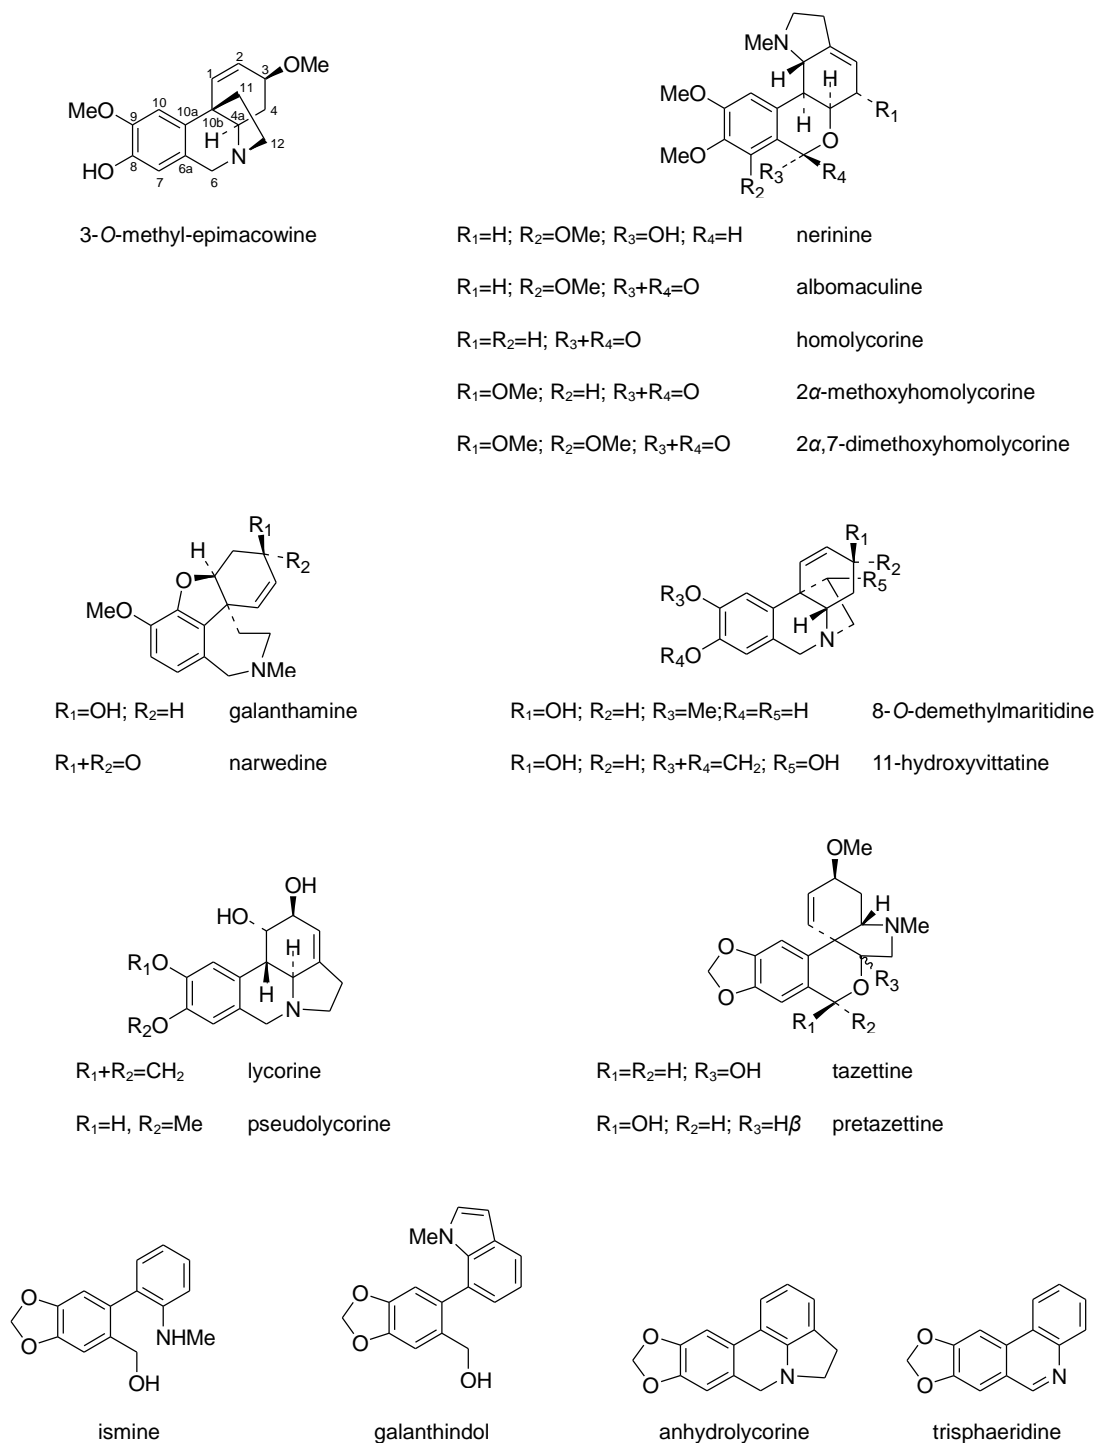 1 2 3 OMe
11 4
MeO 9 10 10a 10b 4a H 12
HO 8 7 6a 6 N
3-O-methyl-epimacowine
MeN
H H
MeO R₁
H
MeO O
R₃ R₄
R₂
R₁=H; R₂=OMe; R₃=OH; R₄=H nerinine
R₁=H; R₂=OMe; R₃+R₄=O albomaculine
R₁=R₂=H; R₃+R₄=O homolycorine
R₁=OMe; R₂=H; R₃+R₄=O 2α-methoxyhomolycorine
R₁=OMe; R₂=OMe; R₃+R₄=O 2α,7-dimethoxyhomolycorine
R₁
H R₂
O
MeO
NMe
R₁=OH; R₂=H galanthamine
R₁+R₂=O narwedine
R₁
R₂
R₅
R₃O
H
R₄O N
R₁=OH; R₂=H; R₃=Me;R₄=R₅=H 8-O-demethylmaritidine
R₁=OH; R₂=H; R₃+R₄=CH₂; R₅=OH 11-hydroxyvittatine
OH
HO
H
R₁O
H
R₂O N
R₁+R₂=CH₂ lycorine
R₁=H, R₂=Me pseudolycorine
OMe
H
NMe
O
O
O R₃
R₁ R₂
R₁=R₂=H; R₃=OH tazettine
R₁=OH; R₂=H; R₃=Hβ pretazettine
O
O
NHMe
OH
ismine
MeN
O
O
OH
galanthindol
O
O
N
anhydrolycorine
O
O
N
trisphaeridine